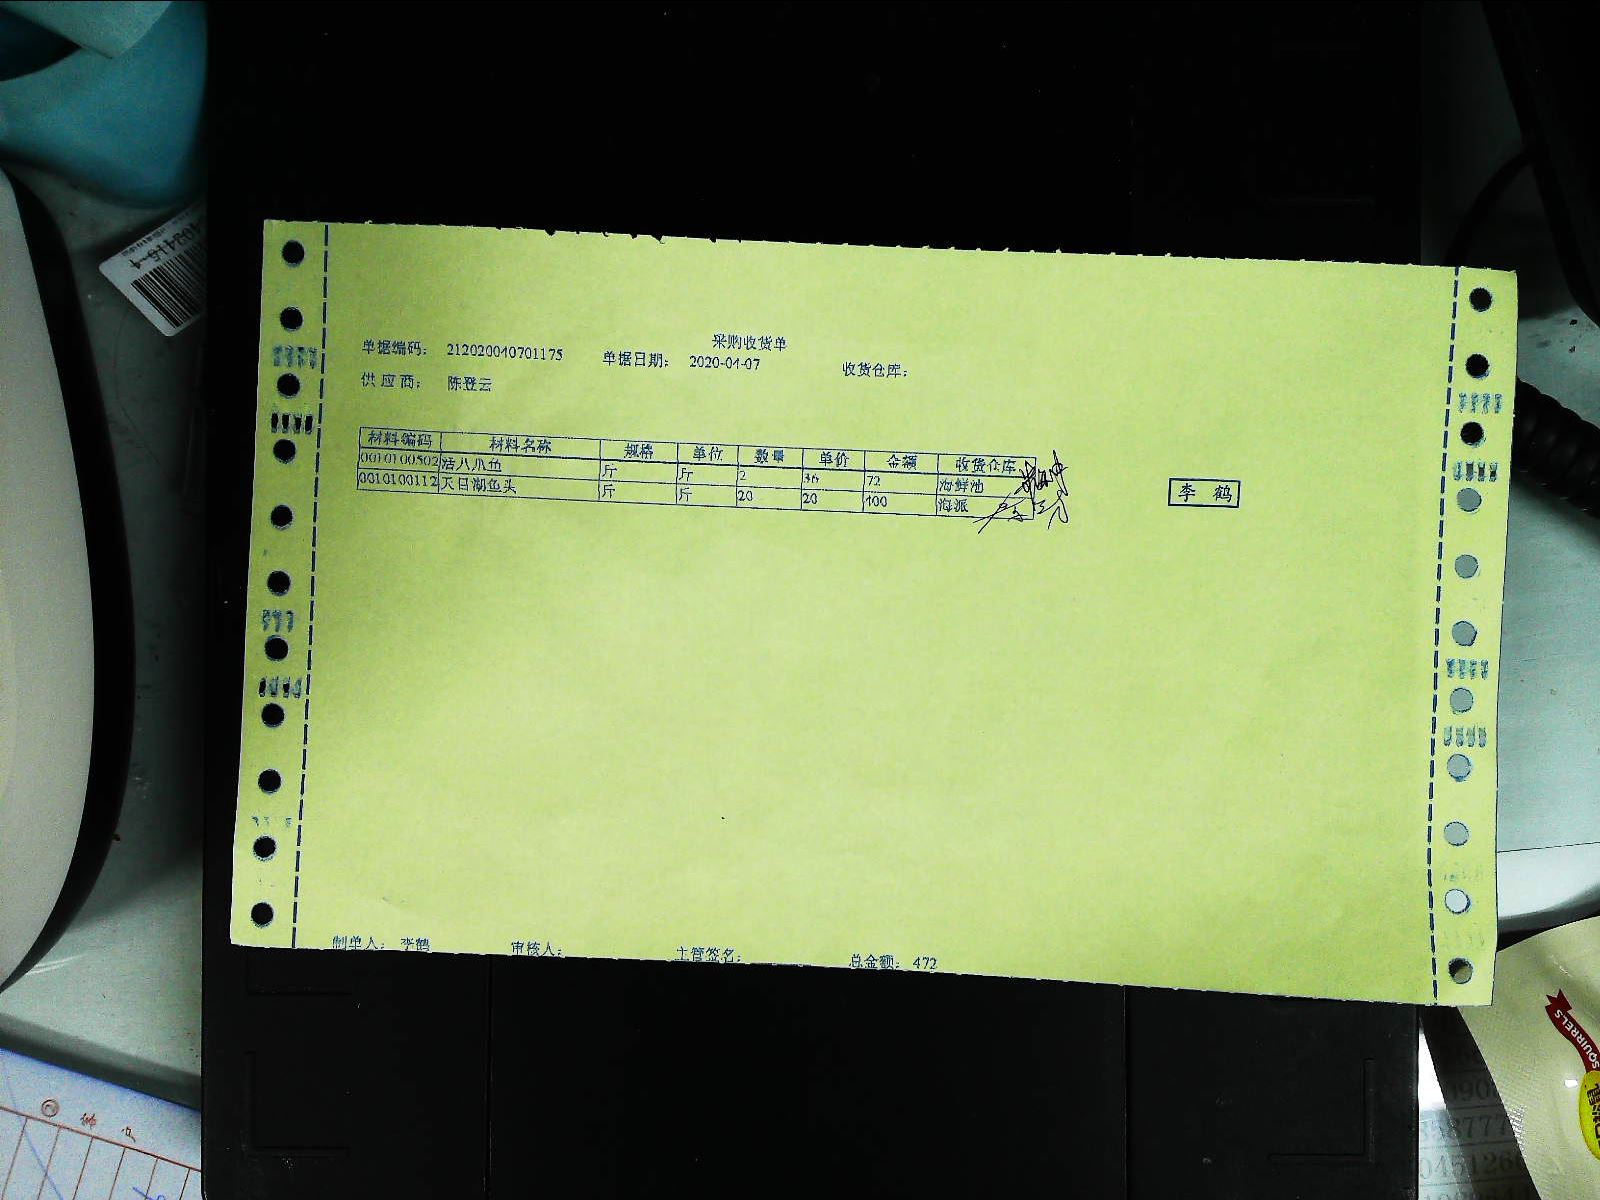 采购收货单
单据编码： 212020040701175 单据日期： 2020-04-07 收货仓库：
供应商： 陈登云
材料编码 材料名称 规格 单位 数量 单价 金额 收货仓库
0010100502 活八爪鱼 斤 斤 2 36 72 海鲜池
0010100112 天目湖鱼头 斤 斤 20 20 400 海派
李 鹤
制单人： 李鹤 审核人： 主管签名： 总金额： 472
SQUIRRELS